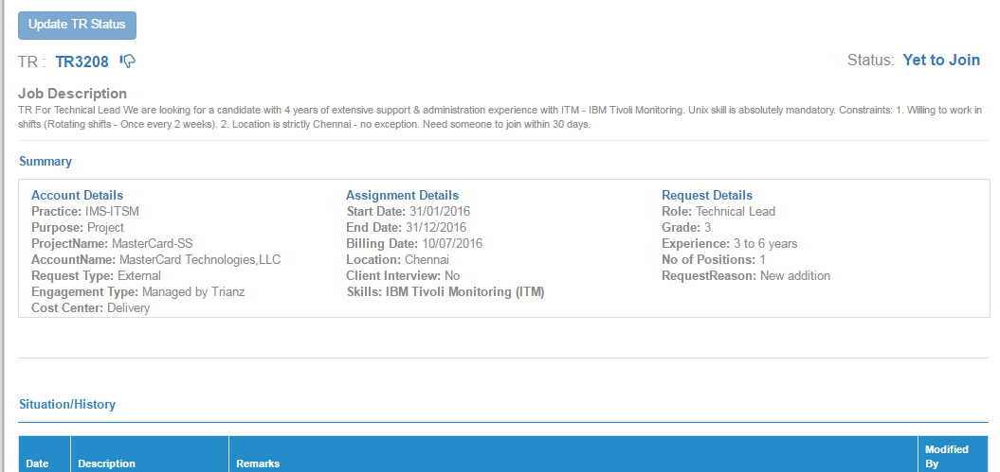 Update TR Status
TR : TR3208
Status: Yet to Join
Job Description
TR For Technical Lead We are looking for a candidate with 4 years of extensive support & administration experience with ITM - IBM Tivoli Monitoring. Unix skill is absolutely mandatory. Constraints: 1. Willing to work in
shifts (Rotating shifts - Once every 2 weeks). 2. Location is strictly Chennai - no exception. Need someone to join within 30 days.
Summary
Account Details
Practice: IMS-ITSM
Purpose: Project
ProjectName: MasterCard-SS
AccountName: MasterCard Technologies,LLC
Request Type: External
Engagement Type: Managed by Trianz
Cost Center: Delivery
Assignment Details
Start Date: 31/01/2016
End Date: 31/12/2016
Billing Date: 10/07/2016
Location: Chennai
Client Interview: No
Skills: IBM Tivoli Monitoring (ITM)
Request Details
Role: Technical Lead
Grade: 3
Experience: 3 to 6 years
No of Positions: 1
RequestReason: New addition
Situation/History
Date
Description
Remarks
Modified
By